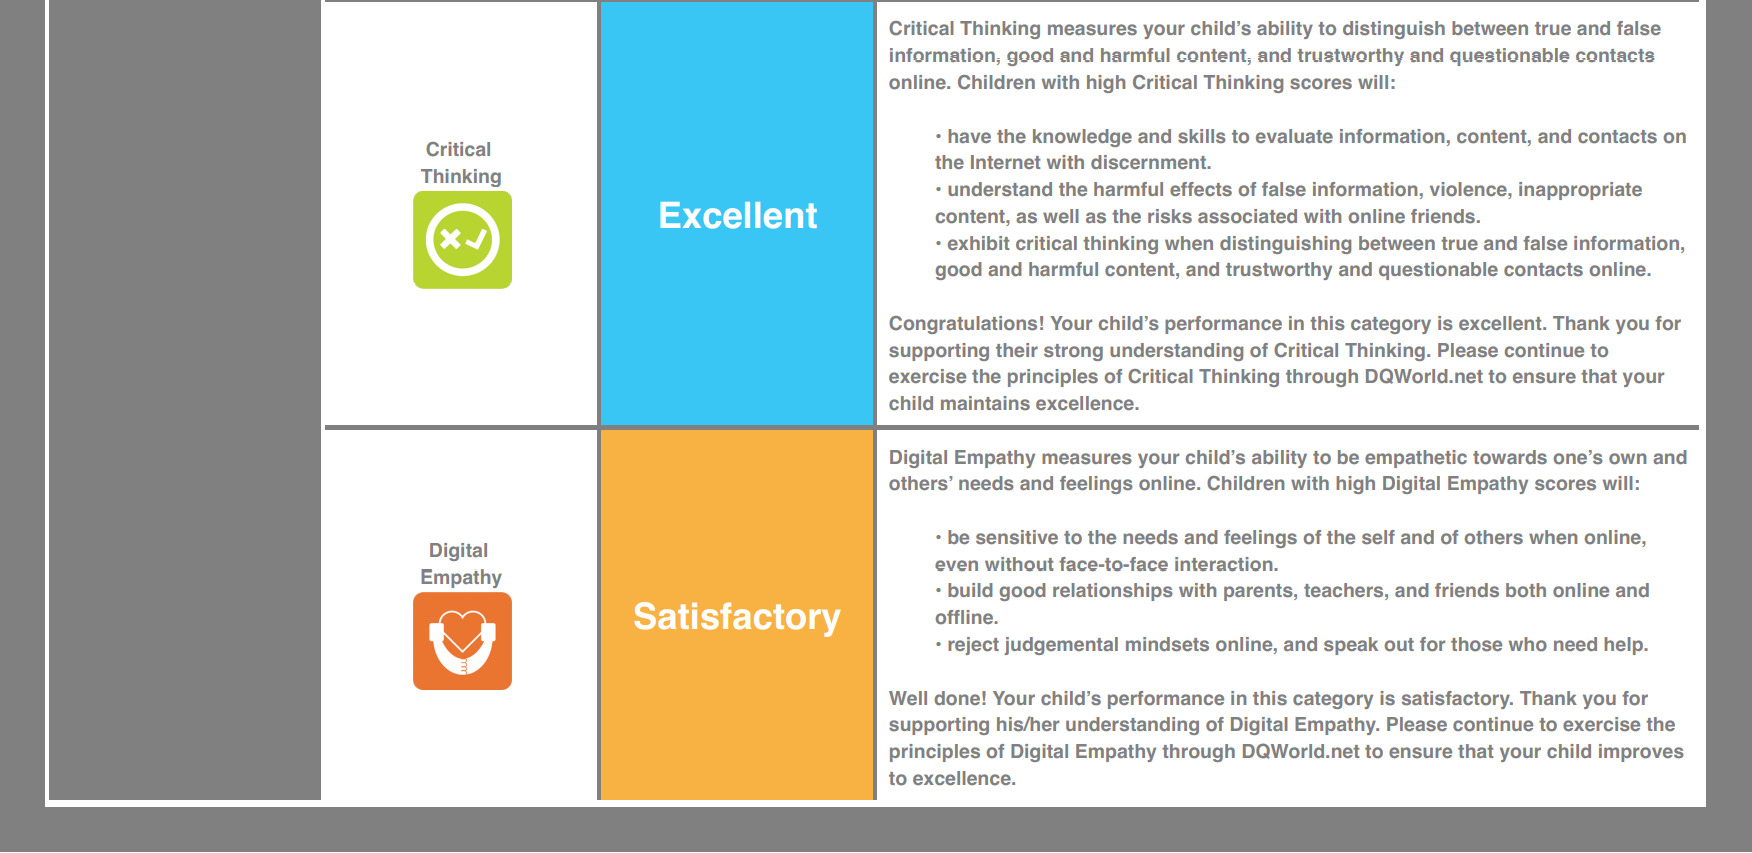 Critical
Thinking
Excellent
Critical Thinking measures your child’s ability to distinguish between true and false
information, good and harmful content, and trustworthy and questionable contacts
online. Children with high Critical Thinking scores will:
• have the knowledge and skills to evaluate information, content, and contacts on
the Internet with discernment.
• understand the harmful effects of false information, violence, inappropriate
content, as well as the risks associated with online friends.
• exhibit critical thinking when distinguishing between true and false information,
good and harmful content, and trustworthy and questionable contacts online.
Congratulations! Your child’s performance in this category is excellent. Thank you for
supporting their strong understanding of Critical Thinking. Please continue to
exercise the principles of Critical Thinking through DQWorld.net to ensure that your
child maintains excellence.
Digital
Empathy
Satisfactory
Digital Empathy measures your child’s ability to be empathetic towards one’s own and
others’ needs and feelings online. Children with high Digital Empathy scores will:
• be sensitive to the needs and feelings of the self and of others when online,
even without face-to-face interaction.
• build good relationships with parents, teachers, and friends both online and
offline.
• reject judgemental mindsets online, and speak out for those who need help.
Well done! Your child’s performance in this category is satisfactory. Thank you for
supporting his/her understanding of Digital Empathy. Please continue to exercise the
principles of Digital Empathy through DQWorld.net to ensure that your child improves
to excellence.